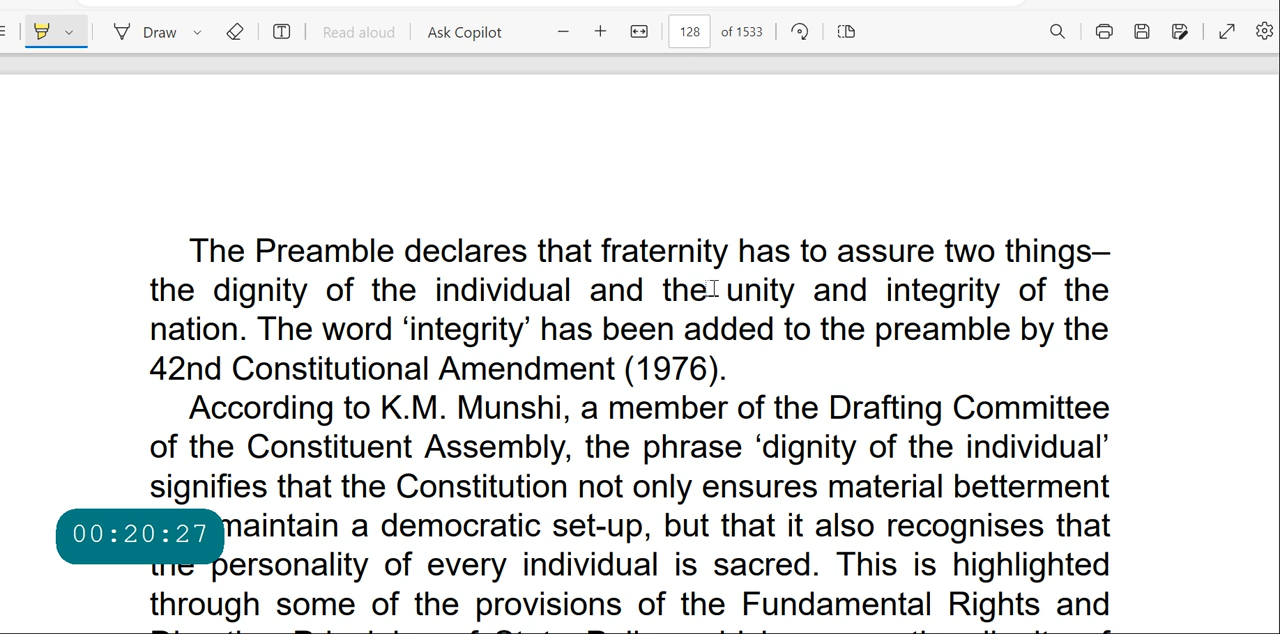 Draw
Read aloud
Ask Copilot
128 of 1533
The Preamble declares that fraternity has to assure two things–
the dignity of the individual and the unity and integrity of the
nation. The word ‘integrity’ has been added to the preamble by the
42nd Constitutional Amendment (1976).
According to K.M. Munshi, a member of the Drafting Committee
of the Constituent Assembly, the phrase ‘dignity of the individual’
signifies that the Constitution not only ensures material betterment
maintain a democratic set-up, but that it also recognises that
00:20:27
the personality of every individual is sacred. This is highlighted
through some of the provisions of the Fundamental Rights and